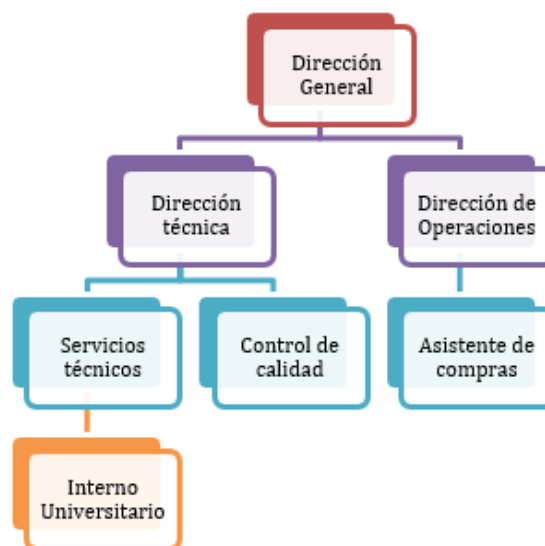 Dirección
General
Dirección
técnica
Dirección de
Operaciones
Servicios
técnicos
Control de
calidad
Asistente de
compras
Interno
Universitario